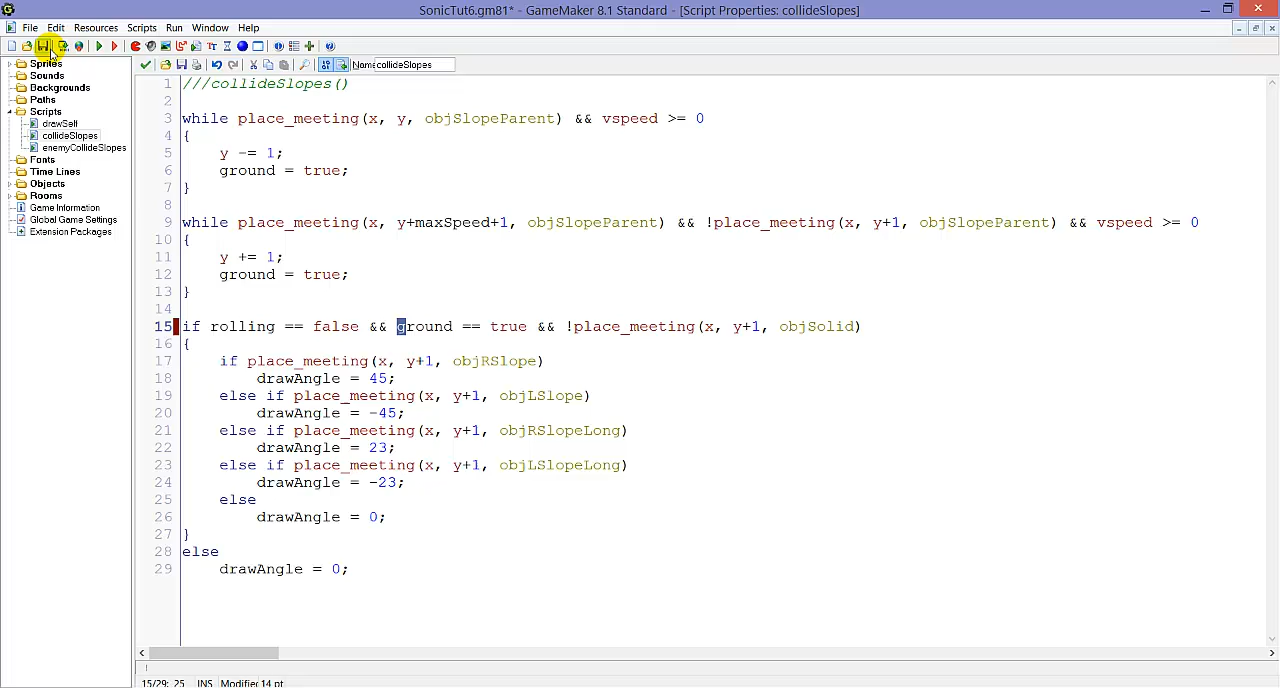 SonicTut6.gm81* - GameMaker 8.1 Standard - [Script Properties: collideSlopes]
File Edit Resources Scripts Run Window Help
Name collideSlopes
Sprites
Sounds
Backgrounds
Paths
Scripts
drawSelf
collideSlopes
enemyCollideSlopes
Fonts
Time Lines
Objects
Rooms
Game Information
Global Game Settings
Extension Packages
1 ///collideSlopes()
2
3 while place_meeting(x, y, objSlopeParent) && vspeed >= 0
4 {
5 y -= 1;
6 ground = true;
7 }
8
9 while place_meeting(x, y+maxSpeed+1, objSlopeParent) && !place_meeting(x, y+1, objSlopeParent) && vspeed >= 0
10 {
11 y += 1;
12 ground = true;
13 }
14
15 if rolling == false && ground == true && !place_meeting(x, y+1, objSolid)
16 {
17 if place_meeting(x, y+1, objRSlope)
18 drawAngle = 45;
19 else if place_meeting(x, y+1, objLSlope)
20 drawAngle = -45;
21 else if place_meeting(x, y+1, objRSlopeLong)
22 drawAngle = 23;
23 else if place_meeting(x, y+1, objLSlopeLong)
24 drawAngle = -23;
25 else
26 drawAngle = 0;
27 }
28 else
29 drawAngle = 0;
15/29: 25 INS Modified 14 pt